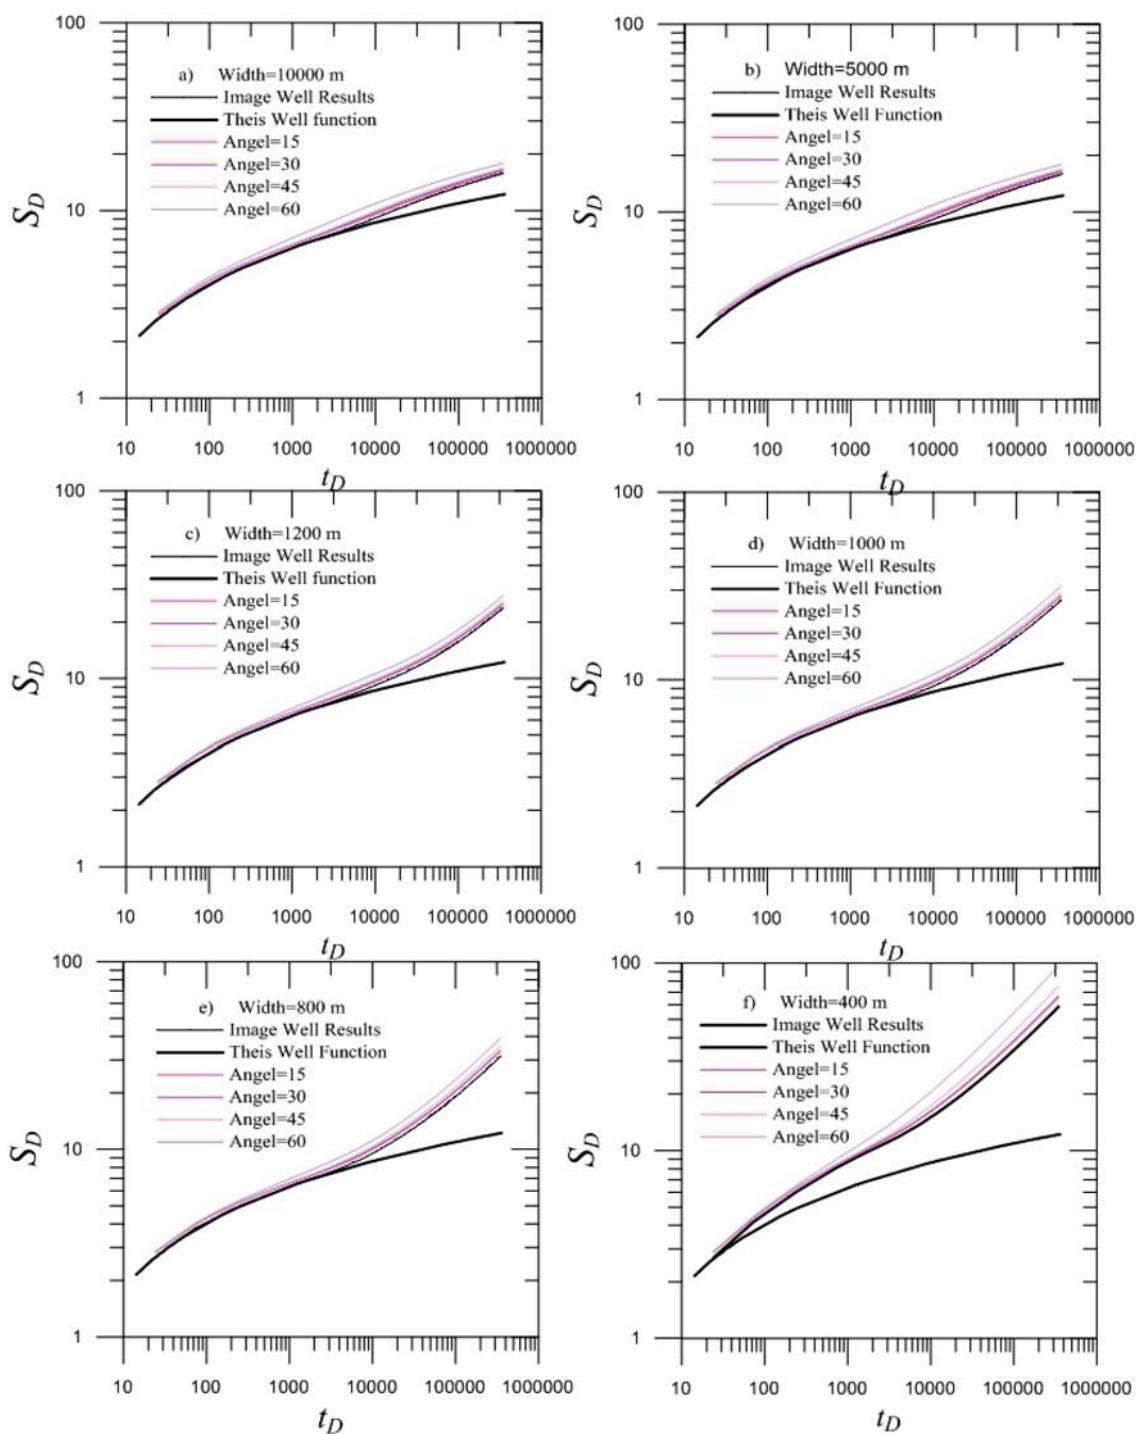 100
a) Width=10000 m
Image Well Results
Theis Well function
Angel=15
Angel=30
Angel=45
Angel=60
10
S_D
1
10 100 1000 10000 100000 1000000
t_D
100
b) Width=5000 m
Image Well Results
Theis Well Function
Angel=15
Angel=30
Angel=45
Angel=60
10
S_D
1
10 100 1000 10000 100000 1000000
t_D
100
c) Width=1200 m
Image Well Results
Theis Well function
Angel=15
Angel=30
Angel=45
Angel=60
10
S_D
1
10 100 1000 10000 100000 1000000
t_D
100
d) Width=1000 m
Image Well Results
Theis Well Function
Angel=15
Angel=30
Angel=45
Angel=60
10
S_D
1
10 100 1000 10000 100000 1000000
t_D
100
e) Width=800 m
Image Well Results
Theis Well Function
Angel=15
Angel=30
Angel=45
Angel=60
10
S_D
1
10 100 1000 10000 100000 1000000
t_D
100
f) Width=400 m
Image Well Results
Theis Well Function
Angel=15
Angel=30
Angel=45
Angel=60
10
S_D
1
10 100 1000 10000 100000 1000000
t_D